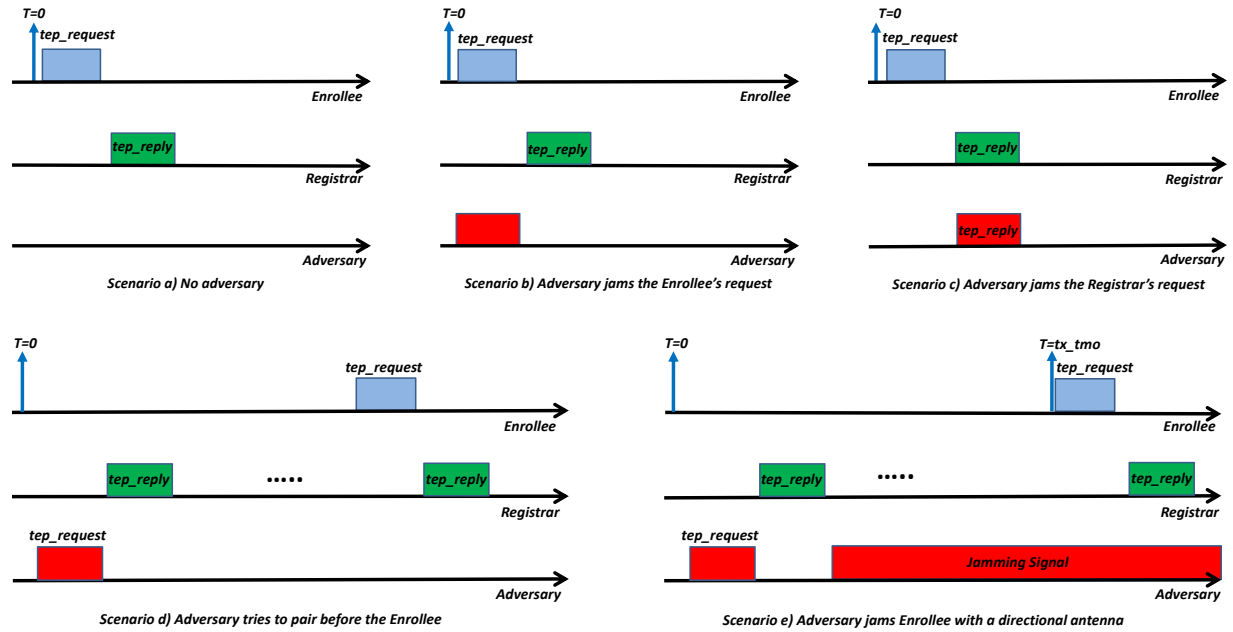 T=0
tep_request
Enrollee
tep_reply
Registrar
Adversary
Scenario a) No adversary
T=0
tep_request
Enrollee
tep_reply
Registrar
Adversary
Scenario b) Adversary jams the Enrollee's request
T=0
tep_request
Enrollee
tep_reply
Registrar
tep_reply
Adversary
Scenario c) Adversary jams the Registrar's request
T=0
tep_request
Enrollee
tep_reply ..... tep_reply
Registrar
tep_request
Adversary
Scenario d) Adversary tries to pair before the Enrollee
T=0 T=tx_tmo
tep_request
Enrollee
tep_reply ..... tep_reply
Registrar
tep_request
Jamming Signal
Adversary
Scenario e) Adversary jams Enrollee with a directional antenna